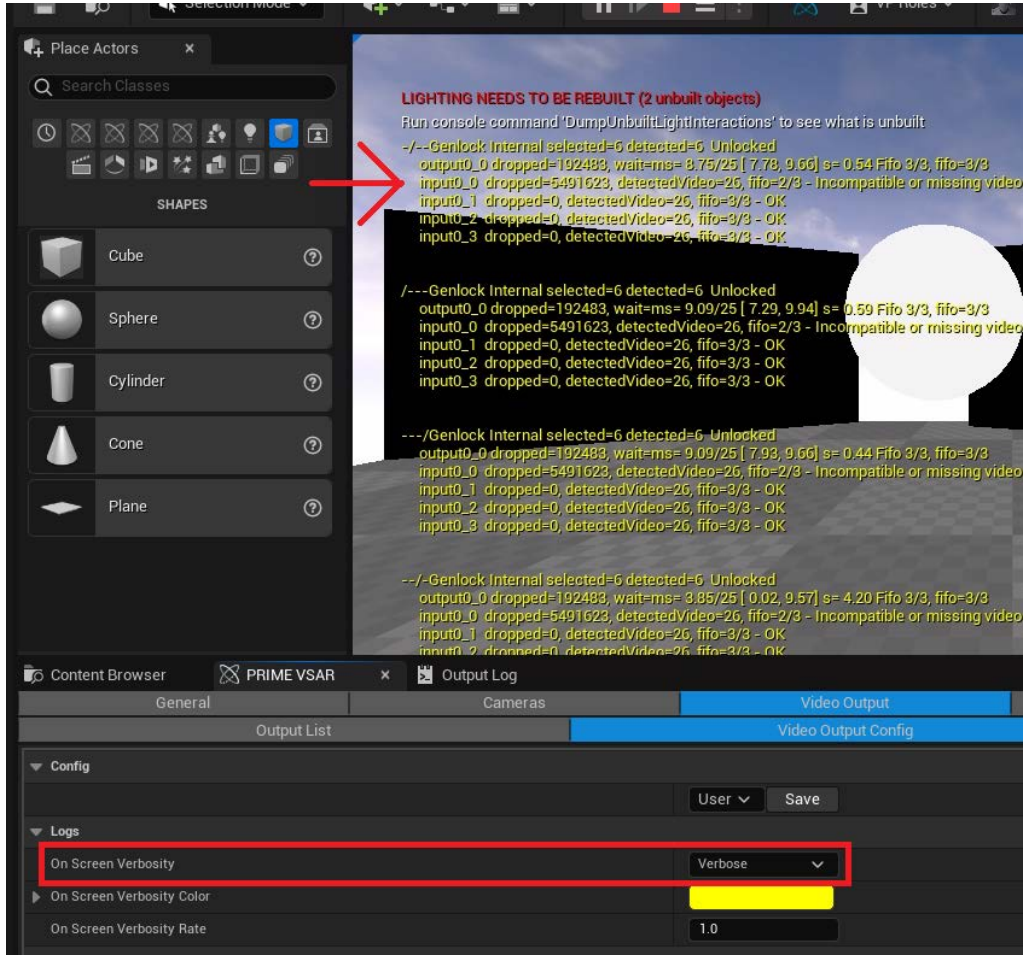 Selection Mode
VP Roles
Place Actors
Search Classes
SHAPES
Cube
Sphere
Cylinder
Cone
Plane
LIGHTING NEEDS TO BE REBUILT (2 unbuilt objects)
Run console command 'DumpUnbuiltLightInteractions' to see what is unbuilt
-/--Genlock Internal selected=6 detected=6 Unlocked
output0_0 dropped=192483, wait=ms= 8.75/25 [ 7.78, 9.66] s= 0.54 Fifo 3/3, fifo=3/3
input0_0 dropped=5491623, detectedVideo=26, fifo=2/3 - Incompatible or missing video
input0_1 dropped=0, detectedVideo=26, fifo=3/3 - OK
input0_2 dropped=0, detectedVideo=26, fifo=3/3 - OK
input0_3 dropped=0, detectedVideo=26, fifo=3/3 - OK
/---Genlock Internal selected=6 detected=6 Unlocked
output0_0 dropped=192483, wait=ms= 9.09/25 [ 7.29, 9.94] s= 0.59 Fifo 3/3, fifo=3/3
input0_0 dropped=5491623, detectedVideo=26, fifo=2/3 - Incompatible or missing video
input0_1 dropped=0, detectedVideo=26, fifo=3/3 - OK
input0_2 dropped=0, detectedVideo=26, fifo=3/3 - OK
input0_3 dropped=0, detectedVideo=26, fifo=3/3 - OK
---/Genlock Internal selected=6 detected=6 Unlocked
output0_0 dropped=192483, wait=ms= 9.09/25 [ 7.93, 9.66] s= 0.44 Fifo 3/3, fifo=3/3
input0_0 dropped=5491623, detectedVideo=26, fifo=2/3 - Incompatible or missing video
input0_1 dropped=0, detectedVideo=26, fifo=3/3 - OK
input0_2 dropped=0, detectedVideo=26, fifo=3/3 - OK
input0_3 dropped=0, detectedVideo=26, fifo=3/3 - OK
--/-Genlock Internal selected=6 detected=6 Unlocked
output0_0 dropped=192483, wait=ms= 3.85/25 [ 0.02, 9.57] s= 4.20 Fifo 3/3, fifo=3/3
input0_0 dropped=5491623, detectedVideo=26, fifo=2/3 - Incompatible or missing video
input0_1 dropped=0, detectedVideo=26, fifo=3/3 - OK
input0_2 dropped=0, detectedVideo=26, fifo=3/3 - OK
Content Browser
PRIME VSAR
Output Log
General
Cameras
Video Output
Output List
Video Output Config
Config
User
Save
Logs
On Screen Verbosity
Verbose
On Screen Verbosity Color
On Screen Verbosity Rate
1.0